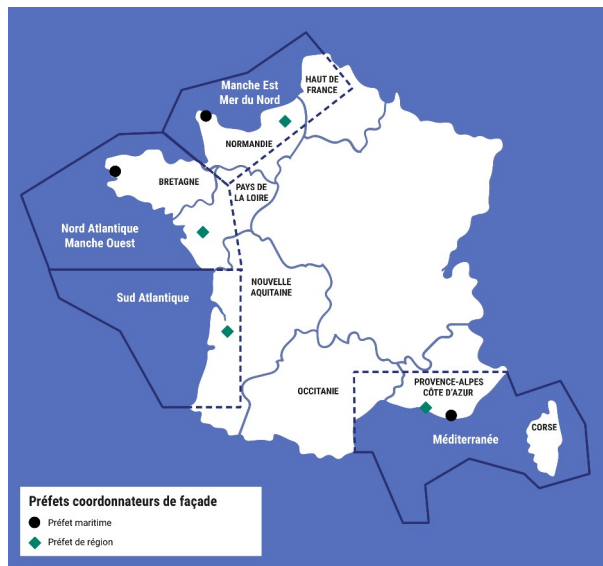 Manche Est
Mer du Nord
HAUT DE
FRANCE
NORMANDIE
BRETAGNE
PAYS DE
LA LOIRE
Nord Atlantique
Manche Ouest
Sud Atlantique
NOUVELLE
AQUITAINE
OCCITANIE
PROVENCE-ALPES
CÔTE D'AZUR
Méditerranée
CORSE
Préfets coordonnateurs de façade
Préfet maritime
Préfet de région